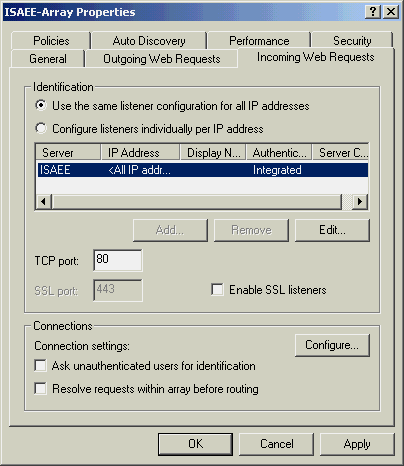 ISAEE-Array Properties
Policies Auto Discovery Performance Security
General Outgoing Web Requests Incoming Web Requests
Identification
Use the same listener configuration for all IP addresses
Configure listeners individually per IP address
Server IP Address Display N... Authentic... Server C...
ISAEE <All IP addr... Integrated
Add... Remove Edit...
TCP port: 80
SSL port: 443 Enable SSL listeners
Connections
Connection settings: Configure...
Ask unauthenticated users for identification
Resolve requests within array before routing
OK Cancel Apply